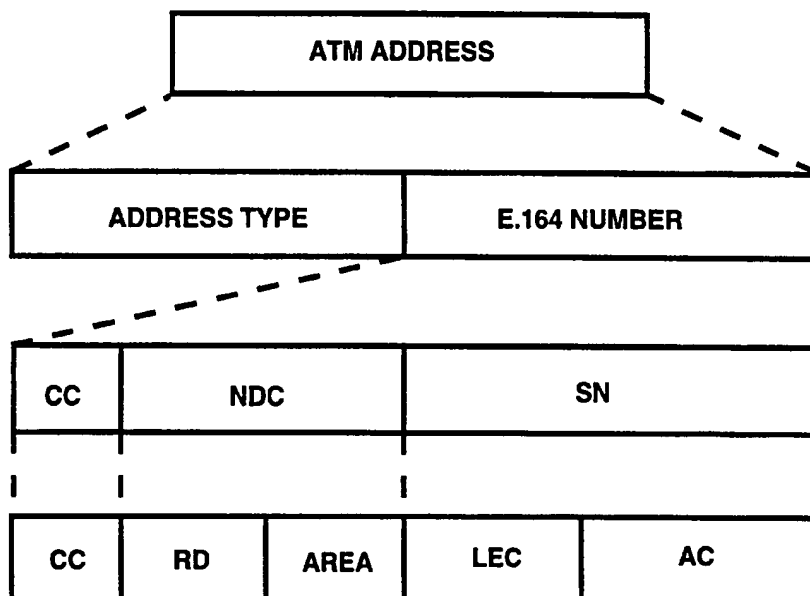 ATM ADDRESS
ADDRESS TYPE E.164 NUMBER
CC NDC SN
CC RD AREA LEC AC